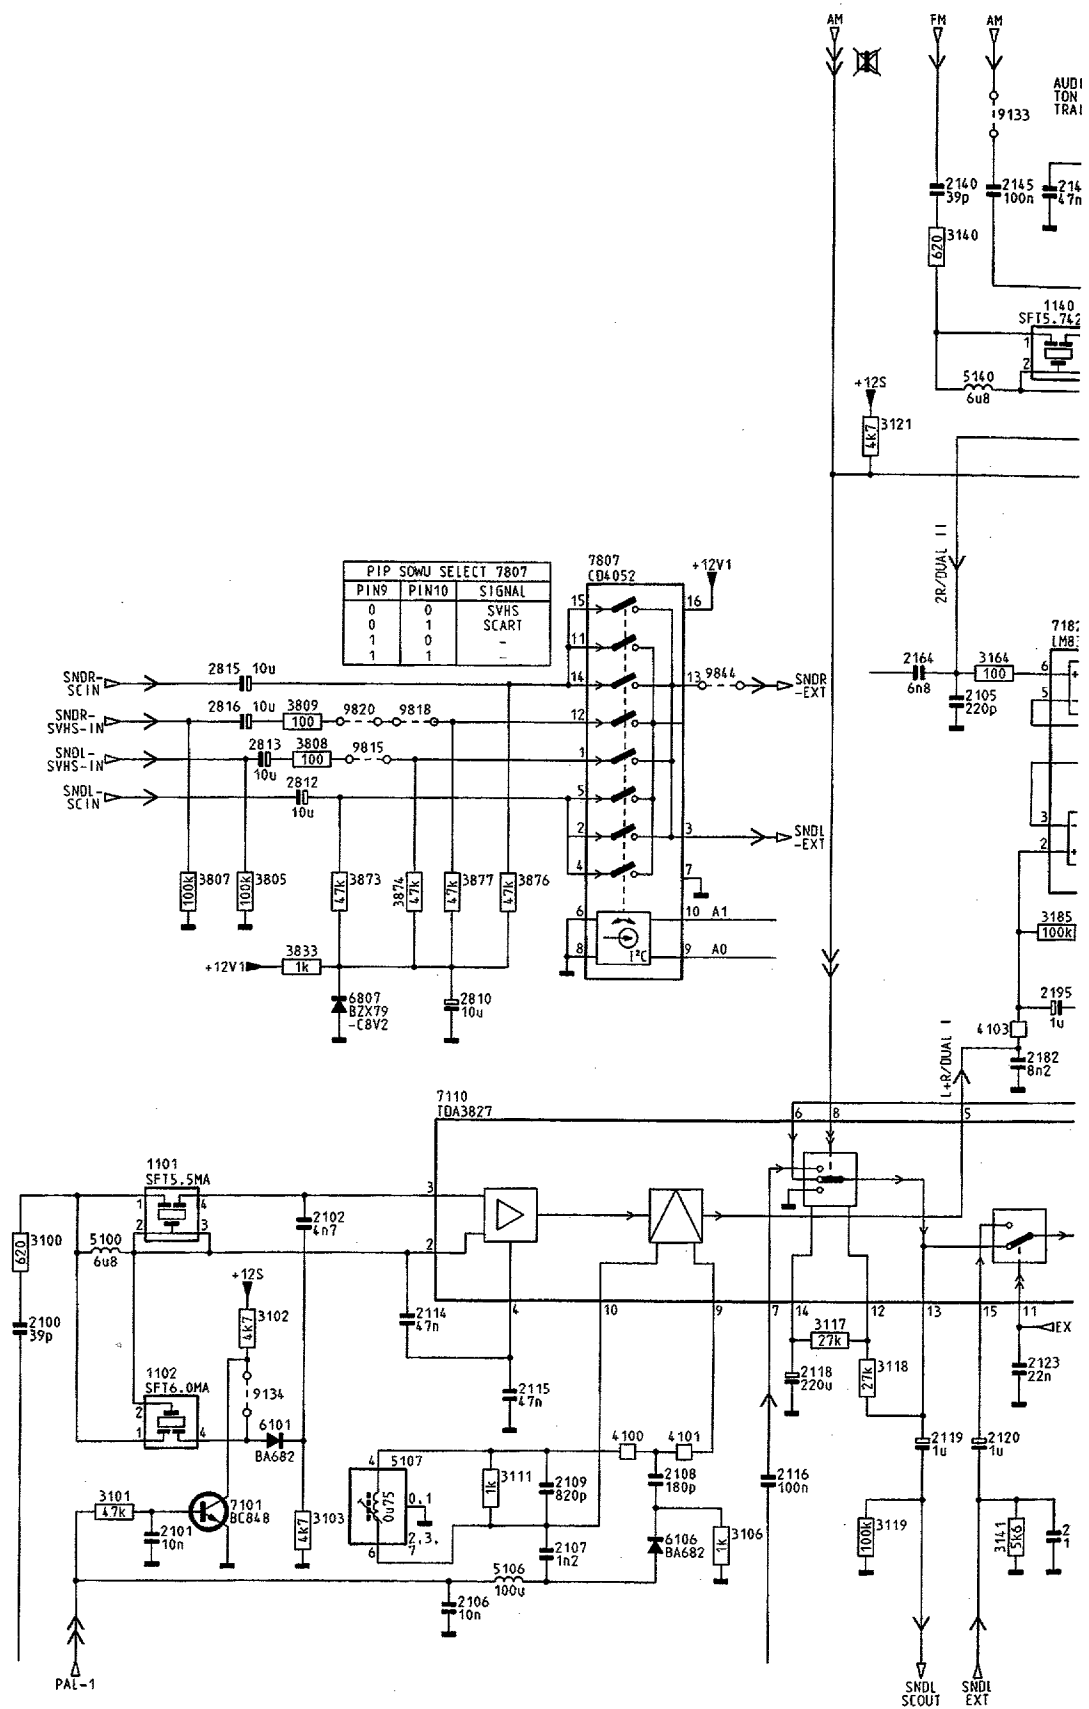 AM
FM
AM
9133
2140
39p
2145
100n
3140
620
1140
5140
6u8
1
2
+12S
4k7
3121
2R/DUAL II
7807
CD4052
+12V1
PIP SOWU SELECT 7807
PIN9 PIN10 SIGNAL
0 0 SVHS
0 1 SCART
1 0 -
1 1 -
15
16
11
14
13
9844
SNDR
-EXT
12
1
5
2
3
SNDL
-EXT
4
7
6
10 A1
8
I²C
9 A0
SNDR-
SCIN
2815 10u
SNDR-
SVHS-IN
2816 10u
3809
100
9820
9818
SNDL-
SVHS-IN
2813
10u
3808
100
9815
SNDL-
SCIN
2812
10u
100k
3807
100k
3805
47k
3873
3874
47k
47k
3877
47k
3876
+12V1
3833
1k
6807
BZX79
-C8V2
2810
10u
2164
6n8
3164
100
2105
220p
6
5
3
2
3185
100k
2195
1u
4103
2182
8n2
L+R/DUAL I
7110
TDA3827
6
8
5
1101
SFT5.5MA
1
4
2
3
3
2102
4n7
2
620
3100
5100
6u8
+12S
4k7
3102
2100
39p
2114
47n
4
10
9
7
14
12
13
15
11
EX
3117
27k
27k
3118
2118
220u
2123
22n
1102
SFT6.0MA
2
1
4
9134
6101
BA682
2115
47n
4100
4101
2119
1u
2120
1u
4
5107
0u75
0.1
2,3,
7
6
1k
3111
2109
820p
2108
180p
2116
100n
3101
4.7k
7101
BC848
2101
10n
4k7
3103
2107
1n2
6106
BA682
1k
3106
100k
3119
3141
5k6
2
1
5106
100u
2106
10n
PAL-1
SNDL
SCOUT
SNDL
EXT